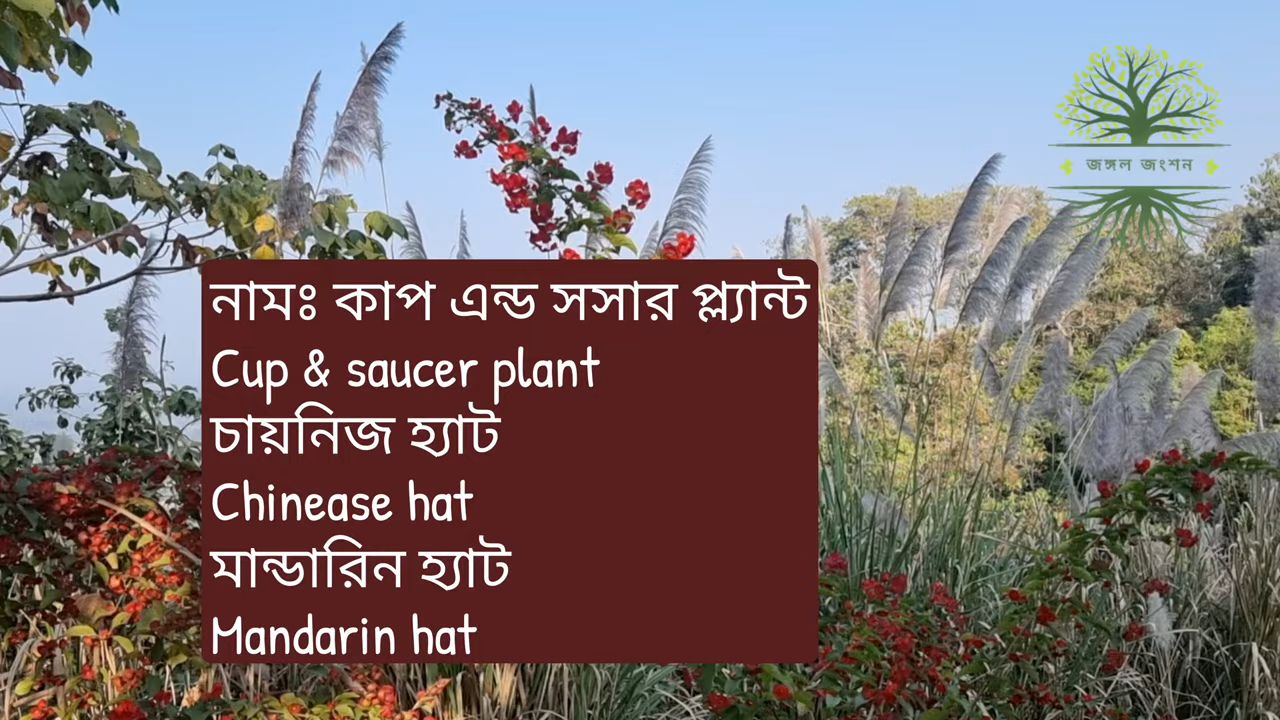 জঙ্গল জংশন
নামঃ কাপ এন্ড সসার প্ল্যান্ট
Cup & saucer plant
চায়নিজ হ্যাট
Chinease hat
মান্ডারিন হ্যাট
Mandarin hat